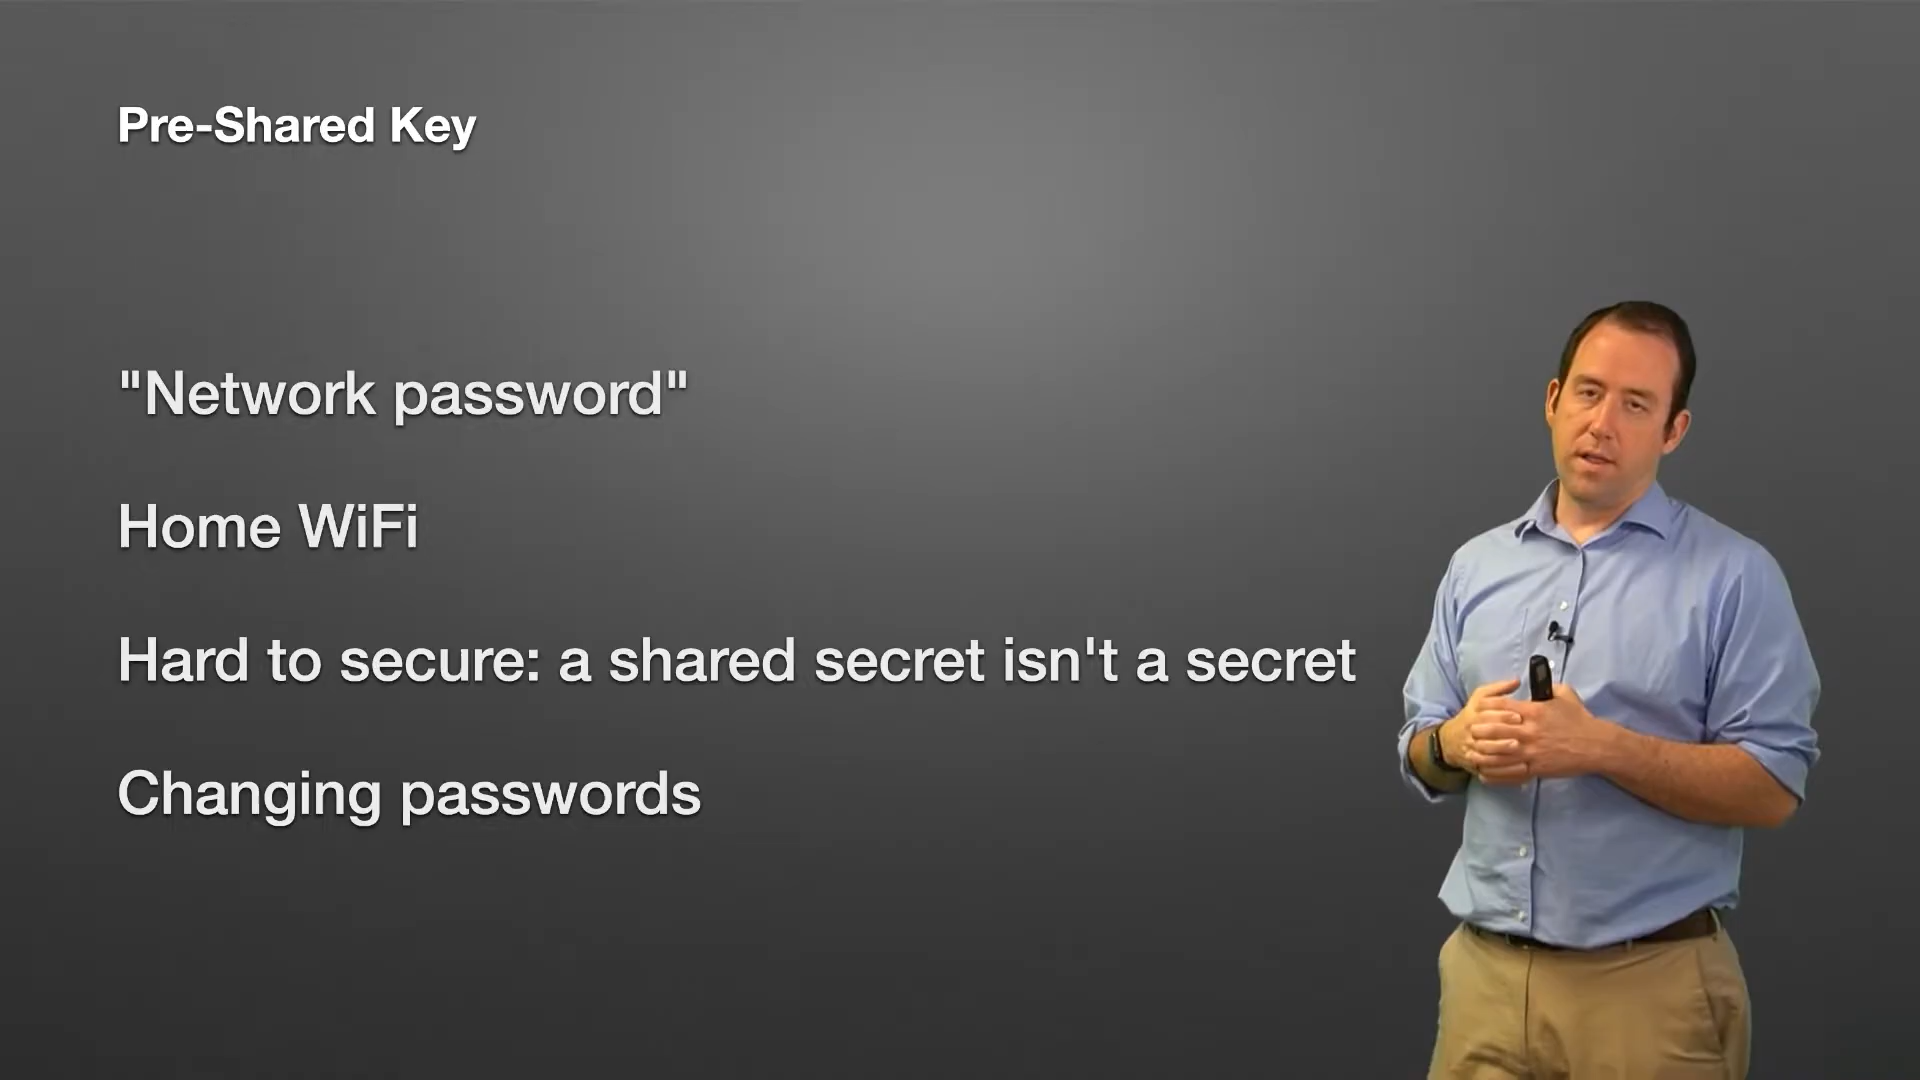 Pre-Shared Key
"Network password"
Home WiFi
Hard to secure: a shared secret isn't a secret
Changing passwords